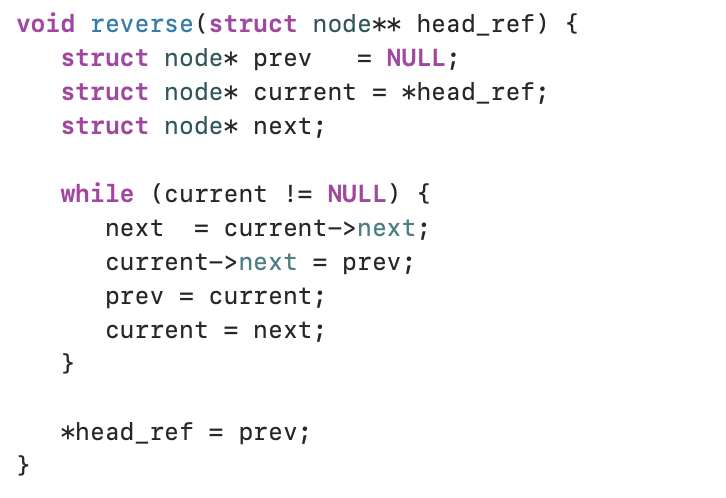 void reverse(struct node** head_ref) {
   struct node* prev   = NULL;
   struct node* current = *head_ref;
   struct node* next;

   while (current != NULL) {
      next  = current->next;
      current->next = prev;
      prev = current;
      current = next;
   }

   *head_ref = prev;
}